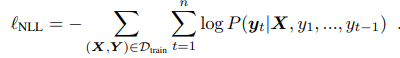 ℓ_NLL = − ∑_{(X,Y)∈𝒟_train} ∑_{t=1}^{n} log P(y_t|X, y_1, ..., y_{t−1}) .